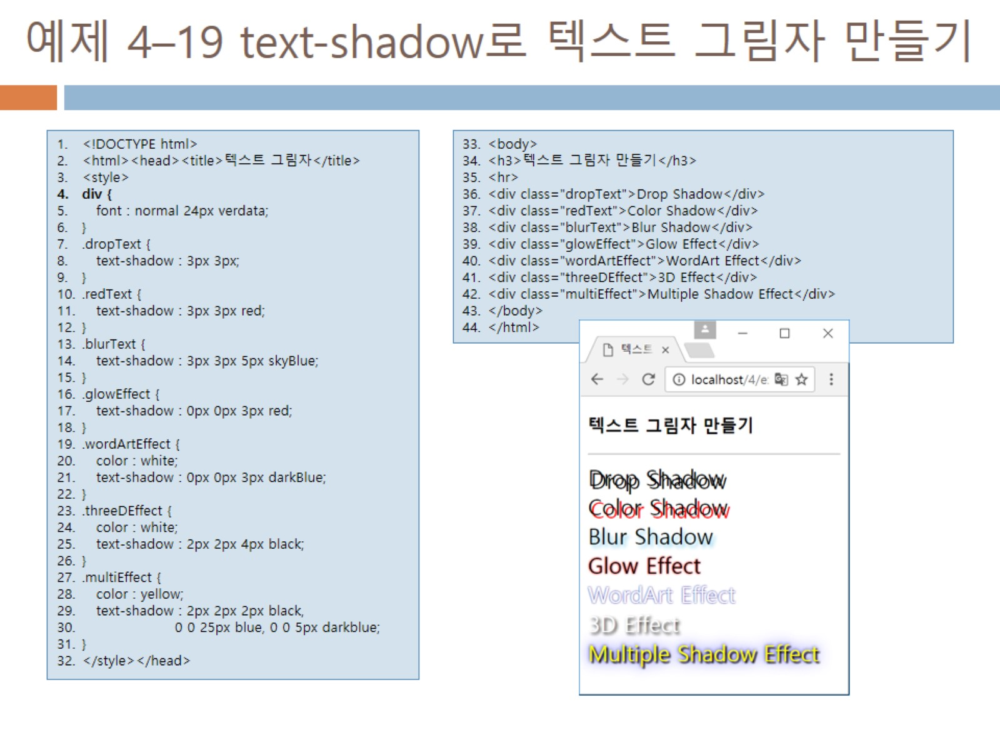 예제 4–19 text-shadow로 텍스트 그림자 만들기
1. <!DOCTYPE html>
2. <html><head><title>텍스트 그림자</title>
3. <style>
4. div {
5. font : normal 24px verdata;
6. }
7. .dropText {
8. text-shadow : 3px 3px;
9. }
10. .redText {
11. text-shadow : 3px 3px red;
12. }
13. .blurText {
14. text-shadow : 3px 3px 5px skyBlue;
15. }
16. .glowEffect {
17. text-shadow : 0px 0px 3px red;
18. }
19. .wordArtEffect {
20. color : white;
21. text-shadow : 0px 0px 3px darkBlue;
22. }
23. .threeDEffect {
24. color : white;
25. text-shadow : 2px 2px 4px black;
26. }
27. .multiEffect {
28. color : yellow;
29. text-shadow : 2px 2px 2px black,
30. 0 0 25px blue, 0 0 5px darkblue;
31. }
32. </style></head>
33. <body>
34. <h3>텍스트 그림자 만들기</h3>
35. <hr>
36. <div class="dropText">Drop Shadow</div>
37. <div class="redText">Color Shadow</div>
38. <div class="blurText">Blur Shadow</div>
39. <div class="glowEffect">Glow Effect</div>
40. <div class="wordArtEffect">WordArt Effect</div>
41. <div class="threeDEffect">3D Effect</div>
42. <div class="multiEffect">Multiple Shadow Effect</div>
43. </body>
44. </html>
텍스트
localhost/4/e
텍스트 그림자 만들기
Drop Shadow
Color Shadow
Blur Shadow
Glow Effect
WordArt Effect
3D Effect
Multiple Shadow Effect